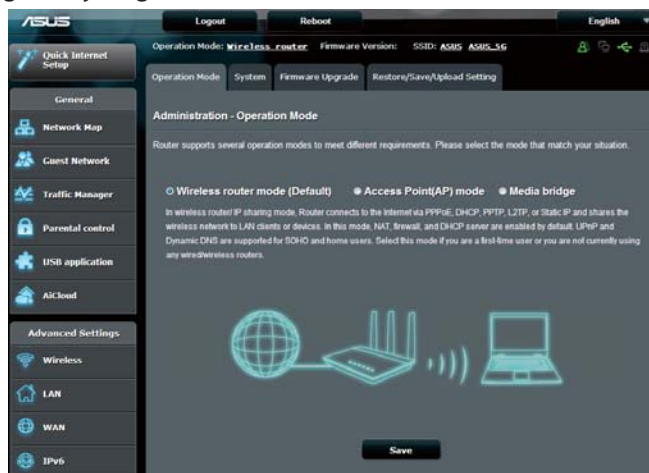 ASUS
Logout
Reboot
English
Quick Internet
Setup
Operation Mode: Wireless router Firmware Version: SSID: ASUS ASUS_5G
Operation Mode
System
Firmware Upgrade
Restore/Save/Upload Setting
General
Network Map
Guest Network
Traffic Manager
Parental control
USB application
AiCloud
Advanced Settings
Wireless
LAN
WAN
IPv6
Administration - Operation Mode
Router supports several operation modes to meet different requirements. Please select the mode that match your situation.
Wireless router mode (Default) Access Point(AP) mode Media bridge
In wireless router/ IP sharing mode, Router connects to the Internet via PPPoE, DHCP, PPTP, L2TP, or Static IP and shares the
wireless network to LAN clients or devices. In this mode, NAT, firewall, and DHCP server are enabled by default. UPnP and
Dynamic DNS are supported for SOHO and home users. Select this mode if you are a first-time user or you are not currently using
any wired/wireless routers.
Save